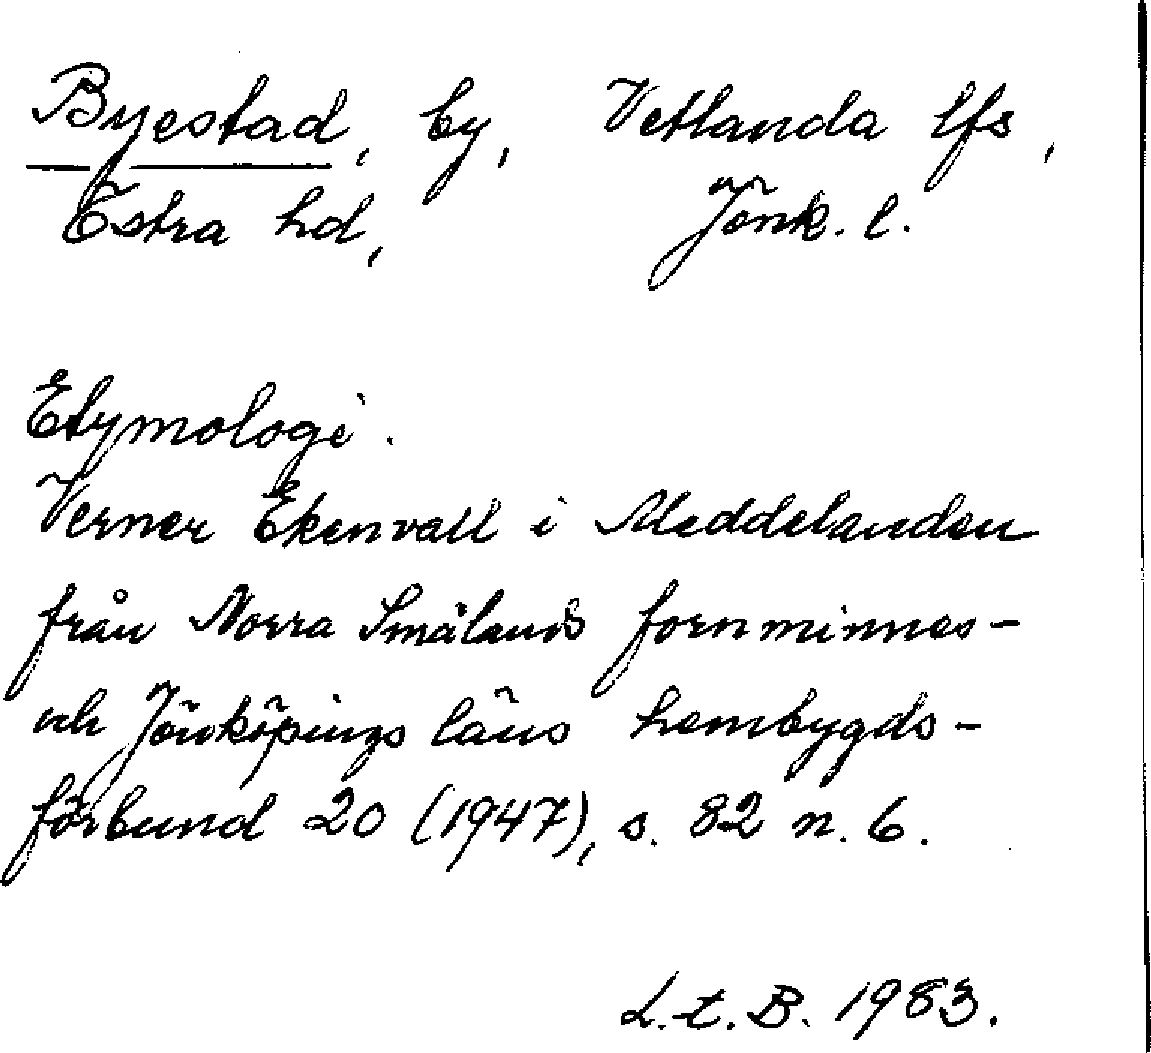 Byestad, by, Vetlanda lfs,
Östra hd, Jönk. l.
Etymologi.
Verner Ekenvall i Meddelanden
från Norra Smålands fornminnes-
och Jönköpings läns hembygds-
förbund 20 (1947), s. 82 n. 6.
L.t.B. 1983.